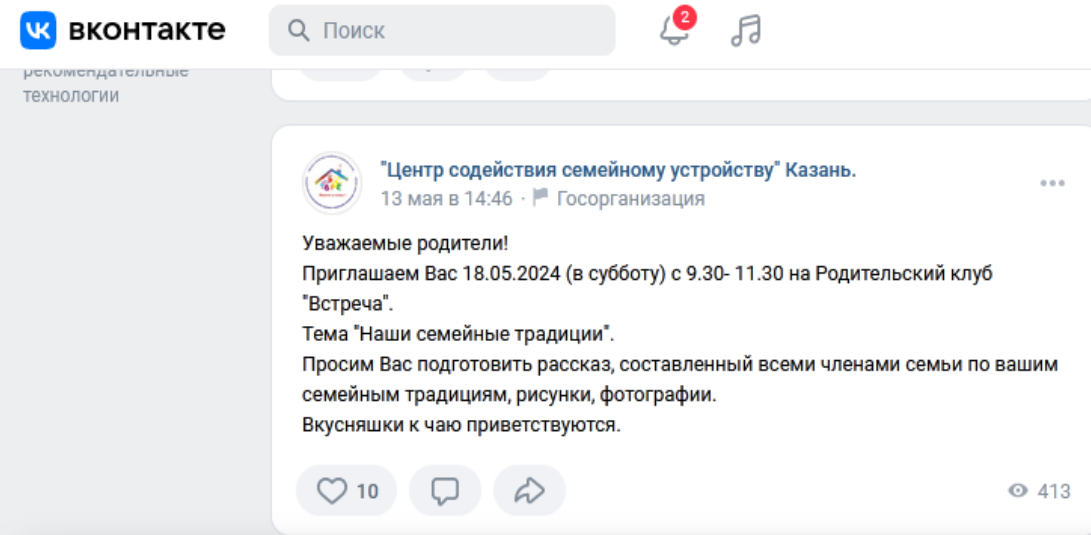 вконтакте
Поиск
2
рекомендательные
технологии
"Центр содействия семейному устройству" Казань.
13 мая в 14:46 · Госорганизация
Уважаемые родители!
Приглашаем Вас 18.05.2024 (в субботу) с 9.30- 11.30 на Родительский клуб
"Встреча".
Тема "Наши семейные традиции".
Просим Вас подготовить рассказ, составленный всеми членами семьи по вашим
семейным традициям, рисунки, фотографии.
Вкусняшки к чаю приветствуются.
10
413